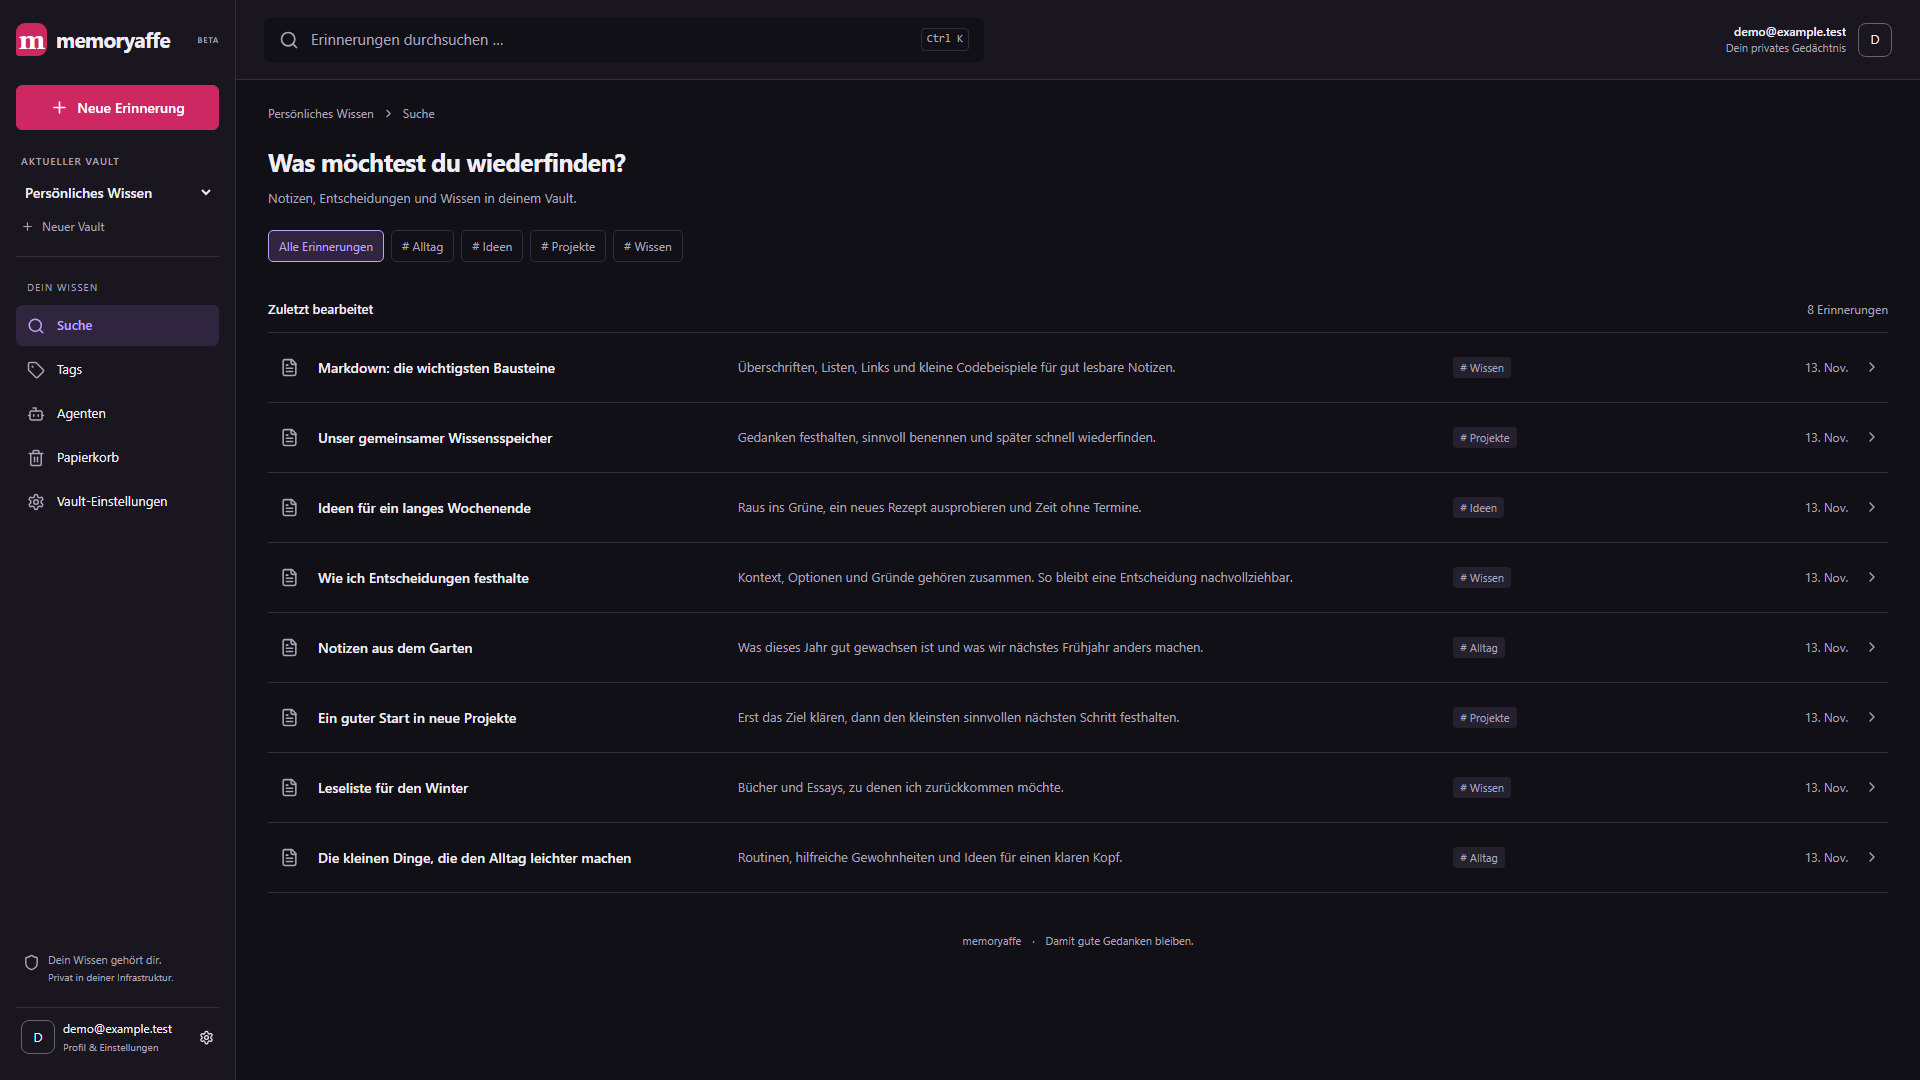 m memoryaffe BETA
Neue Erinnerung
AKTUELLER VAULT
Persönliches Wissen
Neuer Vault
DEIN WISSEN
Suche
Tags
Agenten
Papierkorb
Vault-Einstellungen
Dein Wissen gehört dir.
Privat in deiner Infrastruktur.
D demo@example.test
Profil & Einstellungen
Erinnerungen durchsuchen ... Ctrl K
demo@example.test
Dein privates Gedächtnis
D
Persönliches Wissen > Suche
Was möchtest du wiederfinden?
Notizen, Entscheidungen und Wissen in deinem Vault.
Alle Erinnerungen # Alltag # Ideen # Projekte # Wissen
Zuletzt bearbeitet 8 Erinnerungen
Markdown: die wichtigsten Bausteine Überschriften, Listen, Links und kleine Codebeispiele für gut lesbare Notizen. # Wissen 13. Nov.
Unser gemeinsamer Wissensspeicher Gedanken festhalten, sinnvoll benennen und später schnell wiederfinden. # Projekte 13. Nov.
Ideen für ein langes Wochenende Raus ins Grüne, ein neues Rezept ausprobieren und Zeit ohne Termine. # Ideen 13. Nov.
Wie ich Entscheidungen festhalte Kontext, Optionen und Gründe gehören zusammen. So bleibt eine Entscheidung nachvollziehbar. # Wissen 13. Nov.
Notizen aus dem Garten Was dieses Jahr gut gewachsen ist und was wir nächstes Frühjahr anders machen. # Alltag 13. Nov.
Ein guter Start in neue Projekte Erst das Ziel klären, dann den kleinsten sinnvollen nächsten Schritt festhalten. # Projekte 13. Nov.
Leseliste für den Winter Bücher und Essays, zu denen ich zurückkommen möchte. # Wissen 13. Nov.
Die kleinen Dinge, die den Alltag leichter machen Routinen, hilfreiche Gewohnheiten und Ideen für einen klaren Kopf. # Alltag 13. Nov.
memoryaffe · Damit gute Gedanken bleiben.